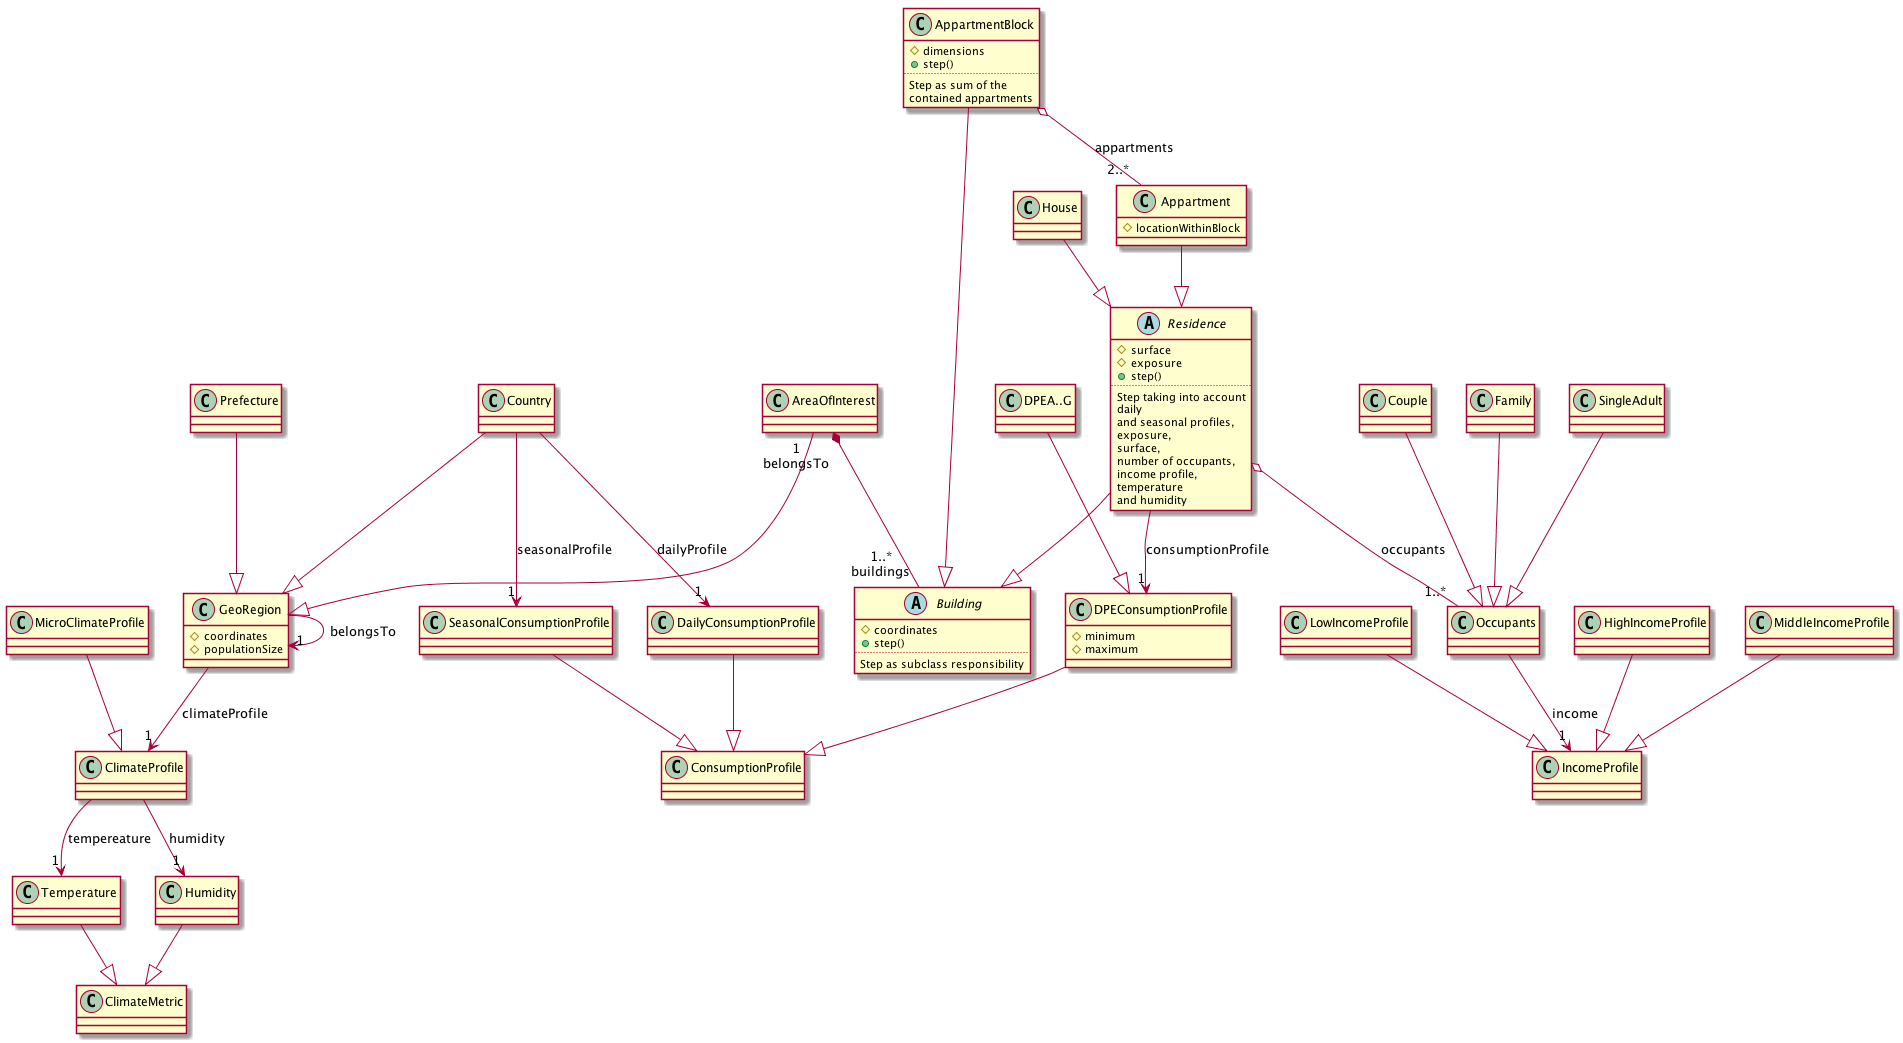 C AppartmentBlock
dimensions
step()
Step as sum of the
contained appartments
appartments
2..*
C House
C Appartment
locationWithinBlock
A Residence
surface
exposure
step()
Step taking into account
daily
and seasonal profiles,
exposure,
surface,
number of occupants,
income profile,
temperature
and humidity
C Prefecture
C Country
C AreaOfInterest
C DPEA..G
C Couple
C Family
C SingleAdult
1
belongsTo
seasonalProfile
1
dailyProfile
1
1..*
buildings
consumptionProfile
1
occupants
1..*
C MicroClimateProfile
C GeoRegion
coordinates
populationSize
belongsTo
1
C SeasonalConsumptionProfile
C DailyConsumptionProfile
A Building
coordinates
step()
Step as subclass responsibility
C DPEConsumptionProfile
minimum
maximum
C LowIncomeProfile
C Occupants
C HighIncomeProfile
C MiddleIncomeProfile
climateProfile
1
income
1
C ClimateProfile
C ConsumptionProfile
C IncomeProfile
tempereature
1
humidity
1
C Temperature
C Humidity
C ClimateMetric